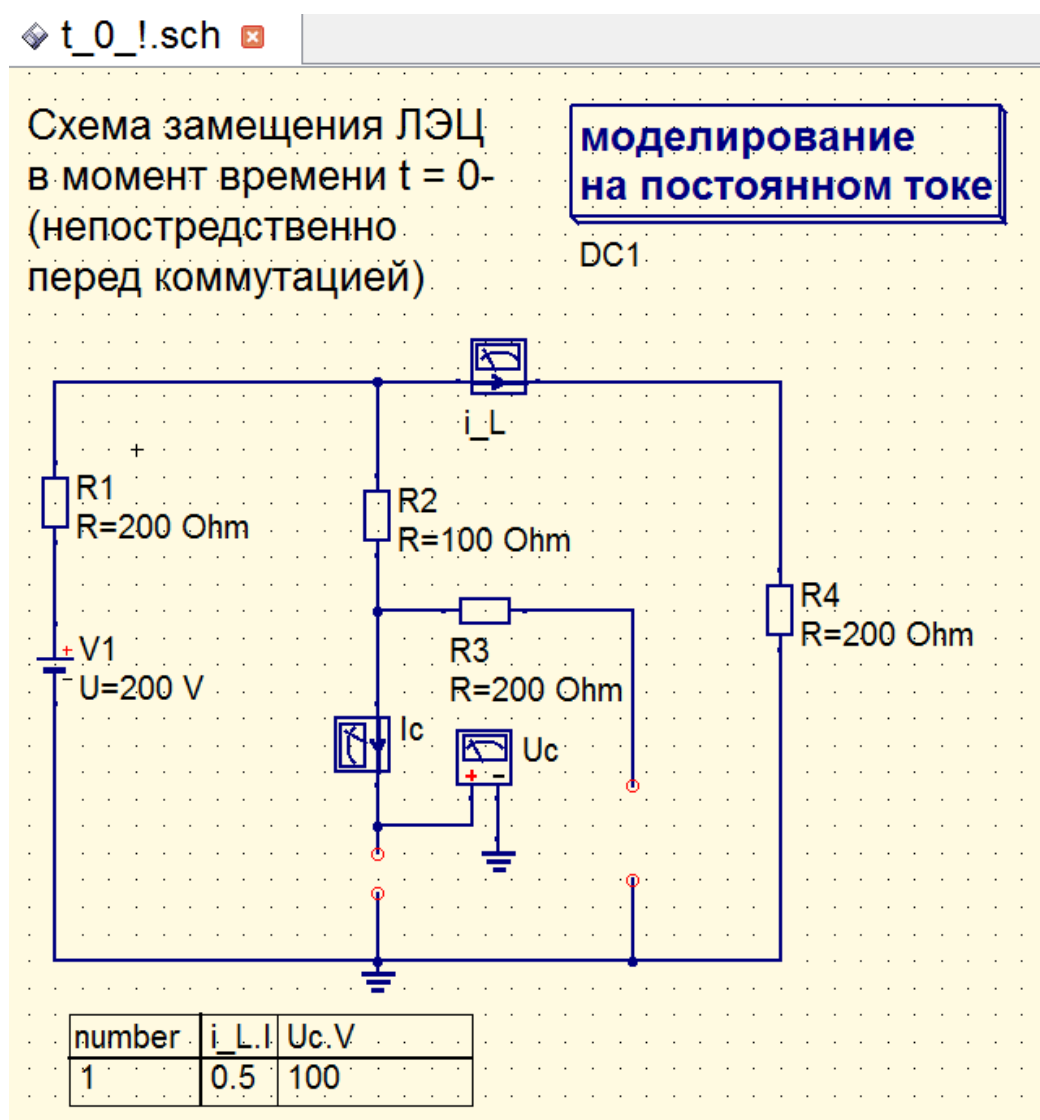 t_0_!.sch
Схема замещения ЛЭЦ
в момент времени t = 0-
(непостредственно
перед коммутацией)
моделирование
на постоянном токе
DC1
i_L
R1
R=200 Ohm
R2
R=100 Ohm
R4
R=200 Ohm
V1
U=200 V
R3
R=200 Ohm
Ic
Uc
number i_L.I Uc.V
1 0.5 100